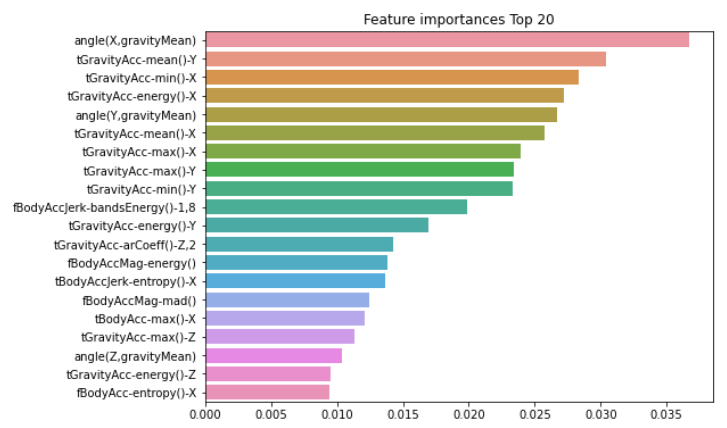 Feature importances Top 20
angle(X,gravityMean)
tGravityAcc-mean()-Y
tGravityAcc-min()-X
tGravityAcc-energy()-X
angle(Y,gravityMean)
tGravityAcc-mean()-X
tGravityAcc-max()-X
tGravityAcc-max()-Y
tGravityAcc-min()-Y
fBodyAccJerk-bandsEnergy()-1,8
tGravityAcc-energy()-Y
tGravityAcc-arCoeff()-Z,2
fBodyAccMag-energy()
tBodyAccJerk-entropy()-X
fBodyAccMag-mad()
tBodyAcc-max()-X
tGravityAcc-max()-Z
angle(Z,gravityMean)
tGravityAcc-energy()-Z
fBodyAcc-entropy()-X
0.000 0.005 0.010 0.015 0.020 0.025 0.030 0.035